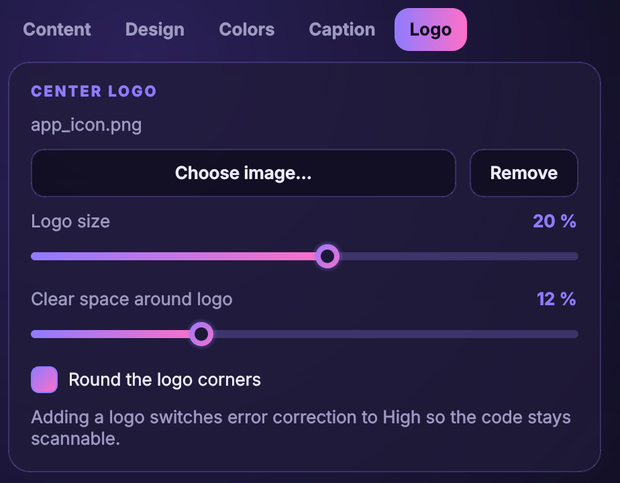 Content Design Colors Caption Logo
CENTER LOGO
app_icon.png
Choose image... Remove
Logo size 20 %
Clear space around logo 12 %
Round the logo corners
Adding a logo switches error correction to High so the code stays
scannable.